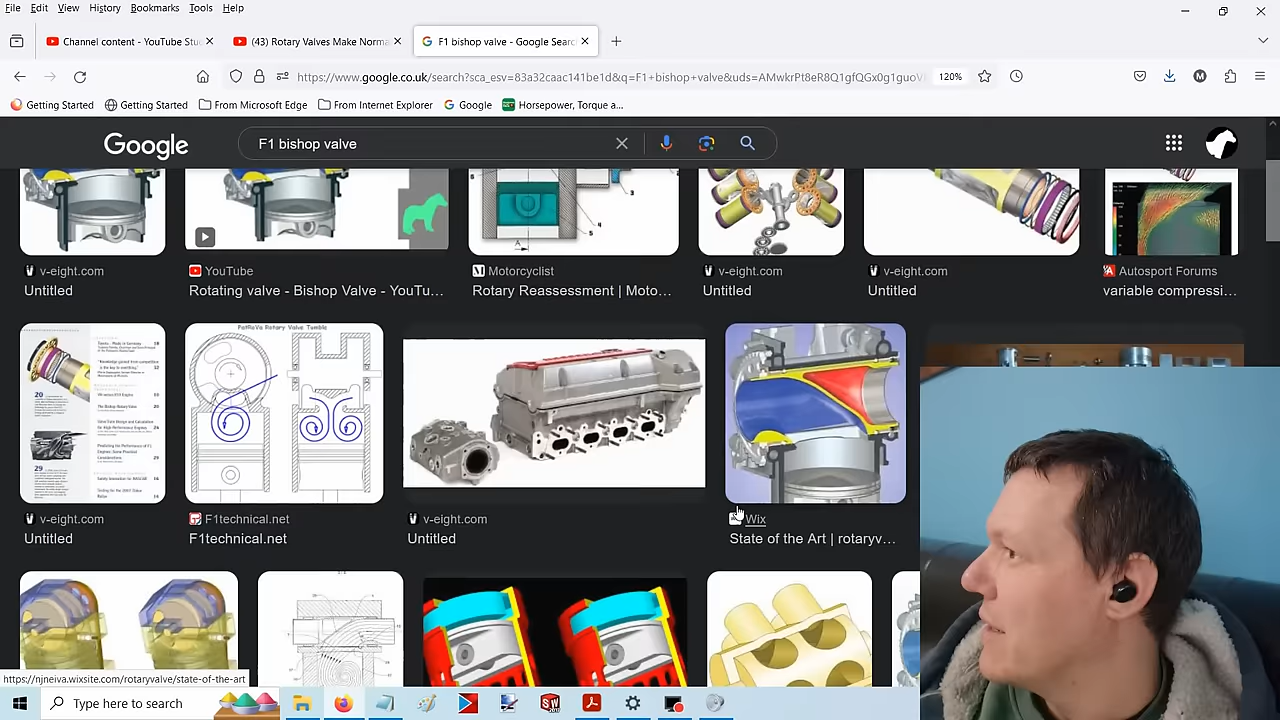 File Edit View History Bookmarks Tools Help
Channel content - YouTube Stu
(43) Rotary Valves Make Norma
F1 bishop valve - Google Searc
https://www.google.co.uk/search?sca_esv=83a32caac141be1d&q=F1+bishop+valve&uds=AMwkrPt8eR8Q1gfQGx0g1guoV
120%
M
Getting Started
Getting Started
From Microsoft Edge
From Internet Explorer
Google
Horsepower, Torque a...
Google
F1 bishop valve
v-eight.com
Untitled
YouTube
Rotating valve - Bishop Valve - YouTu...
Motorcyclist
Rotary Reassessment | Moto...
v-eight.com
Untitled
v-eight.com
Untitled
Autosport Forums
variable compressi...
PatRoVa Rotary Valve Tumble
20
29
v-eight.com
Untitled
F1technical.net
F1technical.net
v-eight.com
Untitled
Wix
State of the Art | rotaryv...
https://njneiva.wixsite.com/rotaryvalve/state-of-the-art
Type here to search